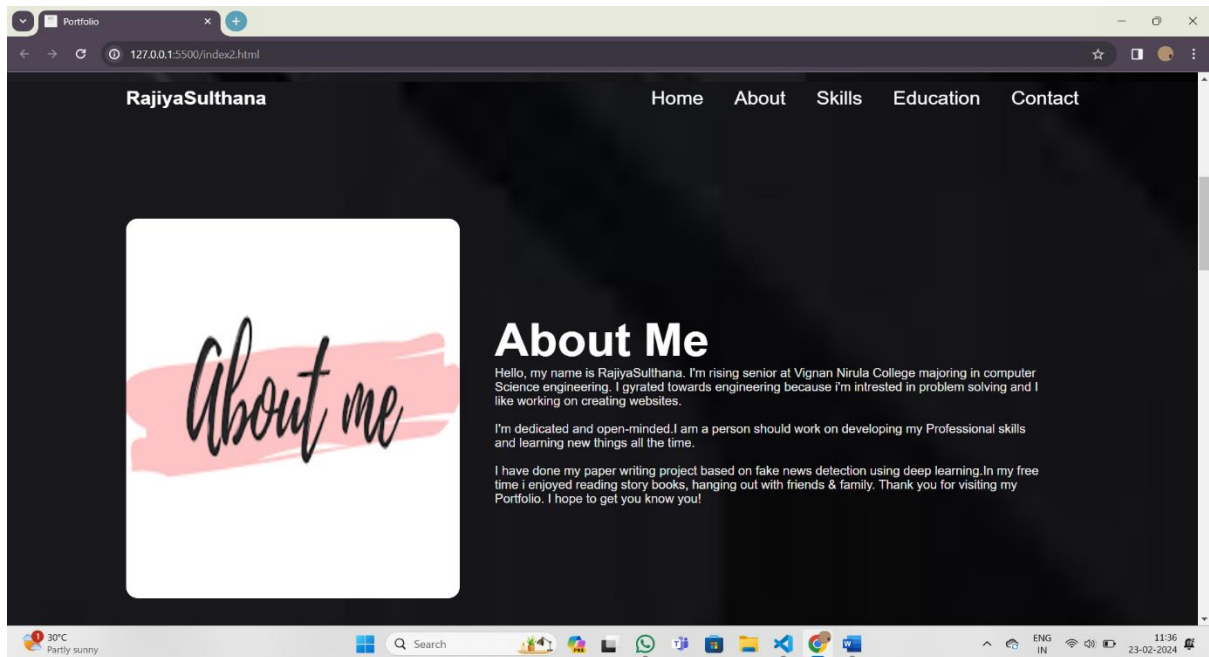 Portfolio
127.0.0.1:5500/index2.html
RajiyaSulthana
Home About Skills Education Contact
About me
About Me
Hello, my name is RajiyaSulthana. I'm rising senior at Vignan Nirula College majoring in computer
Science engineering. I gyrated towards engineering because i'm intrested in problem solving and I
like working on creating websites.
I'm dedicated and open-minded.I am a person should work on developing my Professional skills
and learning new things all the time.
I have done my paper writing project based on fake news detection using deep learning.In my free
time i enjoyed reading story books, hanging out with friends & family. Thank you for visiting my
Portfolio. I hope to get you know you!
1
30°C
Partly sunny
Search
PRE
ENG
IN
11:36
23-02-2024